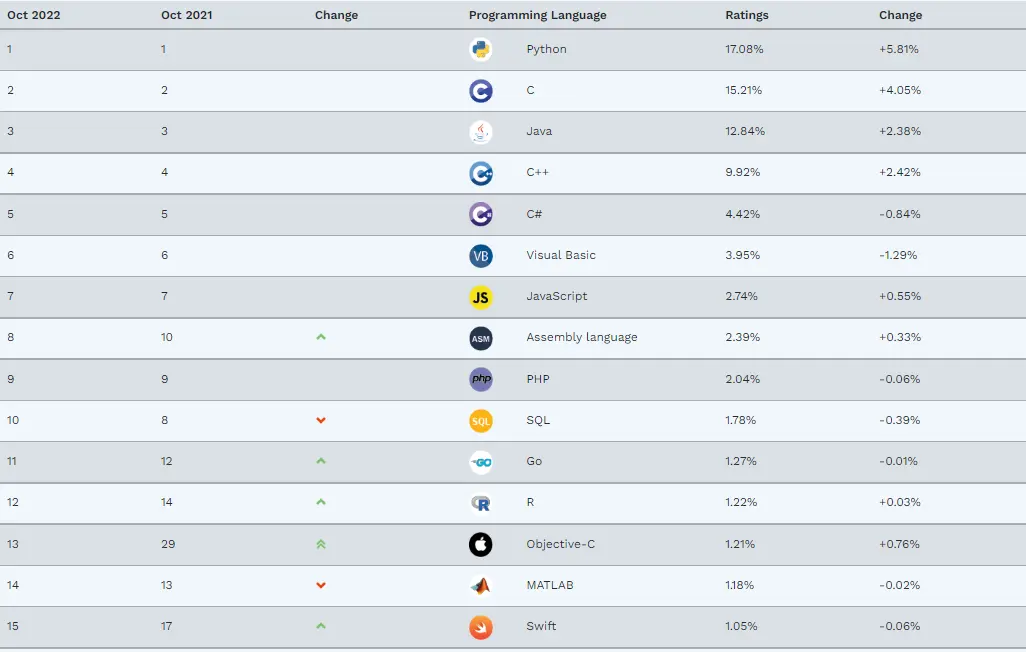 Oct 2022 Oct 2021 Change Programming Language Ratings Change
1 1 Python 17.08% +5.81%
2 2 C 15.21% +4.05%
3 3 Java 12.84% +2.38%
4 4 C++ 9.92% +2.42%
5 5 C# 4.42% -0.84%
6 6 VB Visual Basic 3.95% -1.29%
7 7 JS JavaScript 2.74% +0.55%
8 10 ASM Assembly language 2.39% +0.33%
9 9 php PHP 2.04% -0.06%
10 8 SQL SQL 1.78% -0.39%
11 12 GO Go 1.27% -0.01%
12 14 R R 1.22% +0.03%
13 29 Objective-C 1.21% +0.76%
14 13 MATLAB 1.18% -0.02%
15 17 Swift 1.05% -0.06%